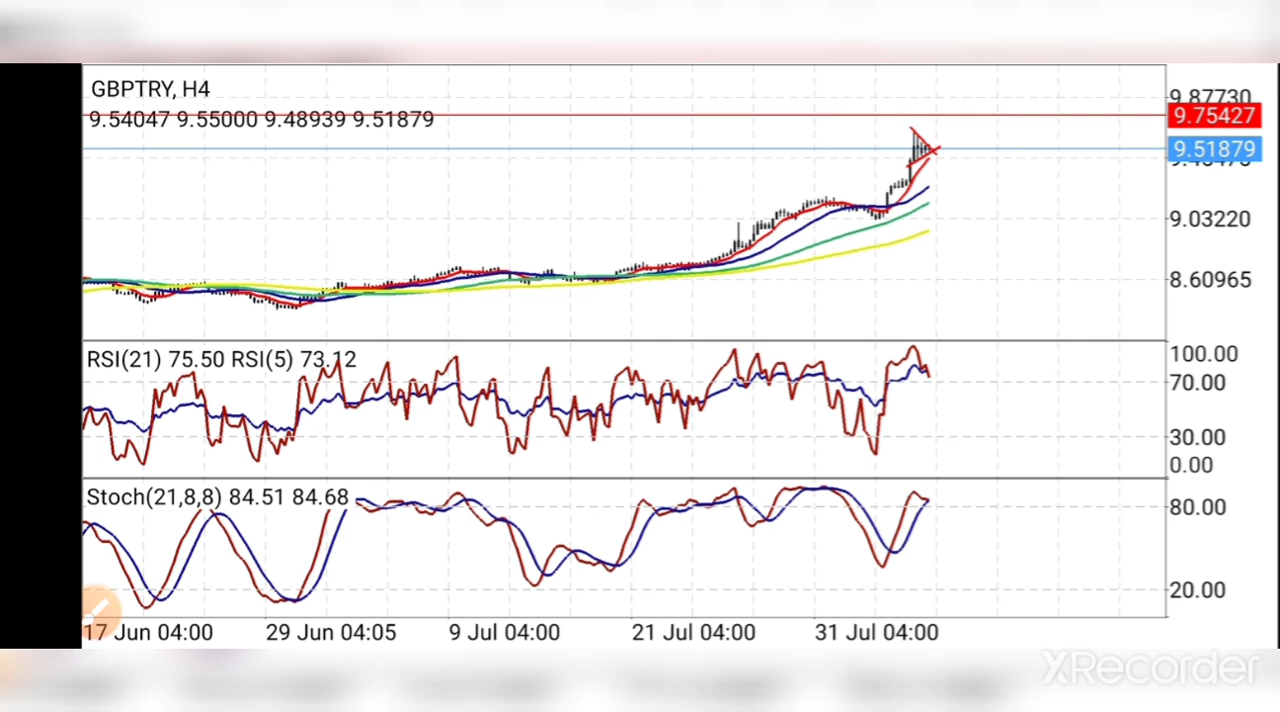 GBPTRY, H4
9.54047 9.55000 9.48939 9.51879
9.87730
9.75427
9.51879
9.03220
8.60965
RSI(21) 75.50 RSI(5) 73.12
100.00
70.00
30.00
0.00
Stoch(21,8,8) 84.51 84.68
80.00
20.00
17 Jun 04:00 29 Jun 04:05 9 Jul 04:00 21 Jul 04:00 31 Jul 04:00
XRecorder